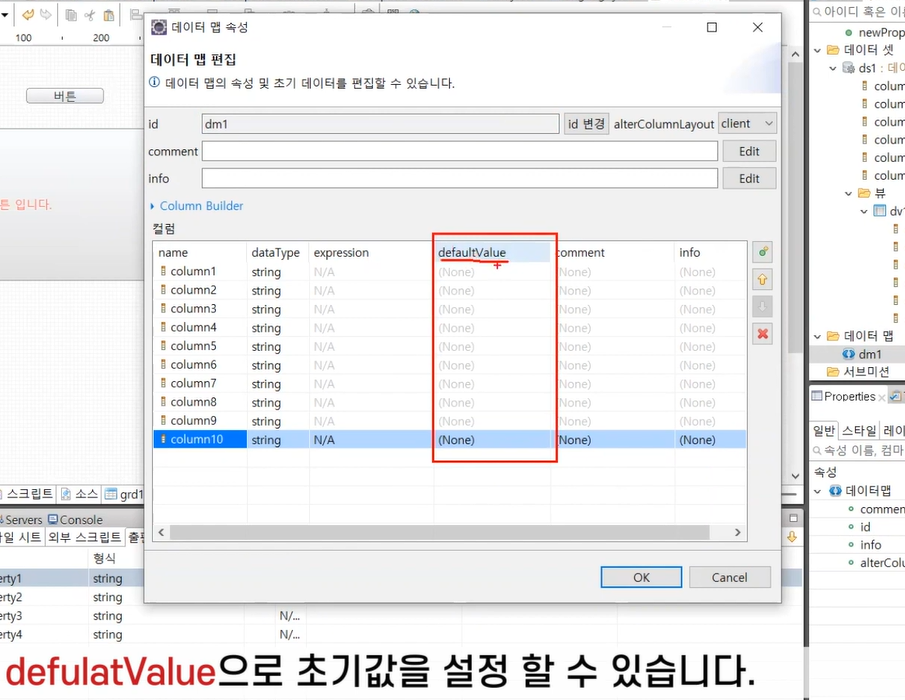 100
200
아이디 혹은 이름
newProp
버튼
튼 입니다.
데이터 맵 속성
데이터 맵 편집
데이터 맵의 속성 및 초기 데이터를 편집할 수 있습니다.
id dm1 id 변경 alterColumnLayout client
comment Edit
info Edit
Column Builder
컬럼
name dataType expression defaultValue comment info
column1 string N/A (None) (None) (None)
column2 string N/A (None) (None) (None)
column3 string N/A (None) (None) (None)
column4 string N/A (None) (None) (None)
column5 string N/A (None) (None) (None)
column6 string N/A (None) (None) (None)
column7 string N/A (None) (None) (None)
column8 string N/A (None) (None) (None)
column9 string N/A (None) (None) (None)
column10 string N/A (None) (None) (None)
OK Cancel
데이터 셋
ds1 : 데이
colum
colum
colum
colum
colum
colum
뷰
dv1
데이터 맵
dm1
서브미션
Properties
일반 스타일 레이
속성 이름, 컴마
속성
데이터맵
commen
id
info
alterColu
스크립트 소스 grd1
Servers Console
일 시트 외부 스크립트 출
형식
erty1 string
erty2 string
erty3 string N/...
erty4 string N/...
defulatValue으로 초기값을 설정 할 수 있습니다.